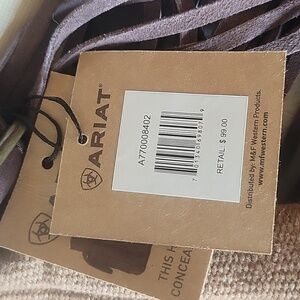 ARIAT
A770008402
RETAIL: $ 99.00
Distributed by: M&F Western Products.
www.mfwestern.com
ARIAT
THIS H
CONCEA